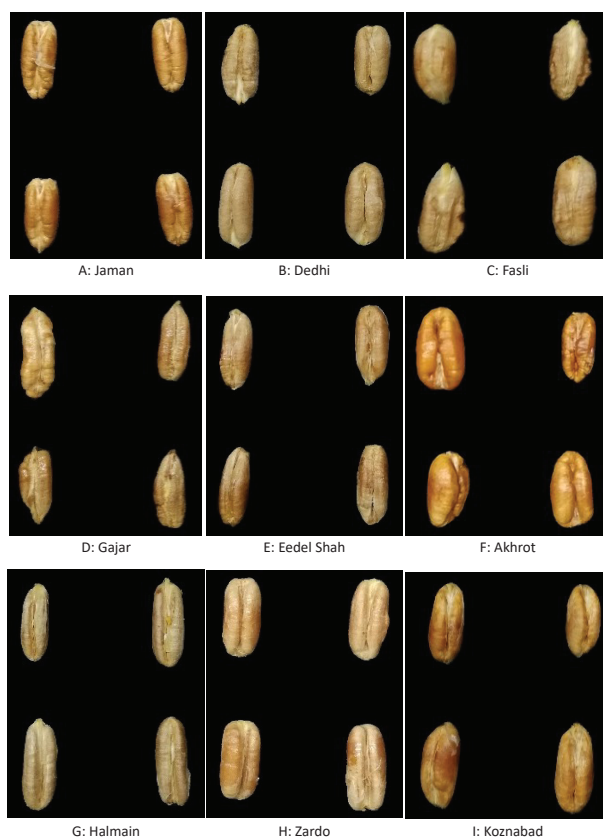 A: Jaman
B: Dedhi
C: Fasli
D: Gajar
E: Eedel Shah
F: Akhrot
G: Halmain
H: Zardo
I: Koznabad